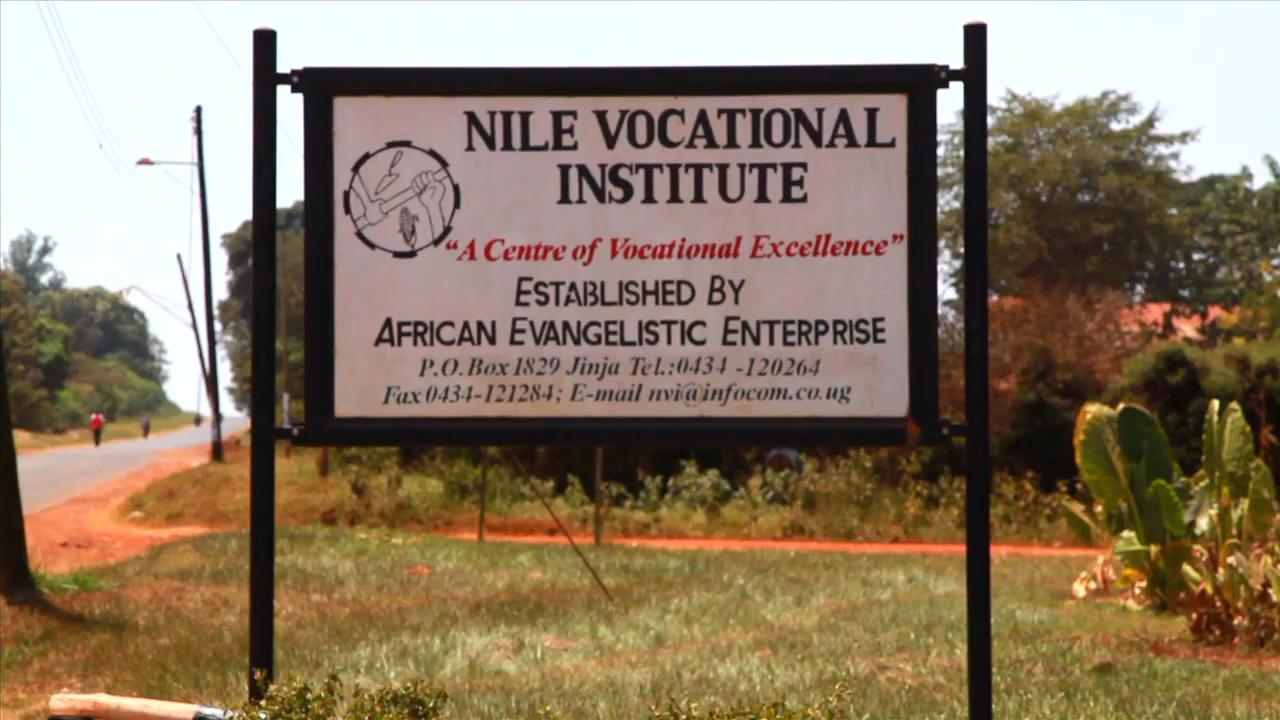 NILE VOCATIONAL
INSTITUTE
"A Centre of Vocational Excellence"
ESTABLISHED BY
AFRICAN EVANGELISTIC ENTERPRISE
P.O.Box 1829 Jinja Tel.:0434 -120264
Fax 0434-121284; E-mail nvi@infocom.co.ug